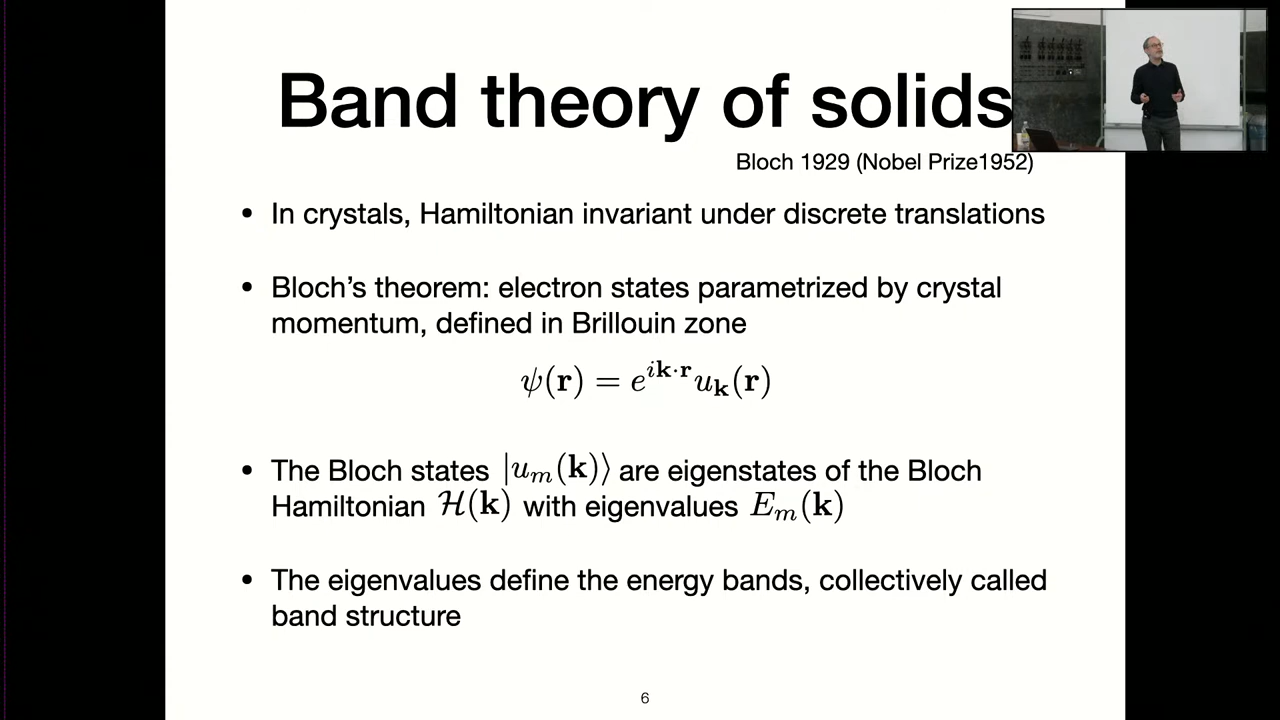 Band theory of solids
Bloch 1929 (Nobel Prize1952)
• In crystals, Hamiltonian invariant under discrete translations
• Bloch's theorem: electron states parametrized by crystal
momentum, defined in Brillouin zone
ψ(𝐫) = e^{i𝐤·𝐫}u_𝐤(𝐫)
• The Bloch states |u_m(𝐤)⟩ are eigenstates of the Bloch
Hamiltonian ℋ(𝐤) with eigenvalues E_m(𝐤)
• The eigenvalues define the energy bands, collectively called
band structure
6